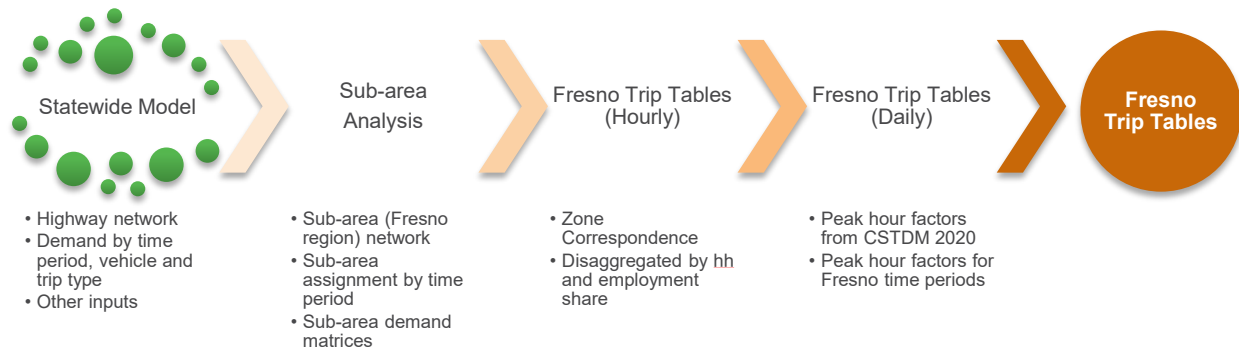 Statewide Model
Sub-area
Analysis
Fresno Trip Tables
(Hourly)
Fresno Trip Tables
(Daily)
Fresno
Trip Tables
• Highway network
• Demand by time
period, vehicle and
trip type
• Other inputs
• Sub-area (Fresno
region) network
• Sub-area
assignment by time
period
• Sub-area demand
matrices
• Zone
Correspondence
• Disaggregated by hh
and employment
share
• Peak hour factors
from CSTDM 2020
• Peak hour factors for
Fresno time periods